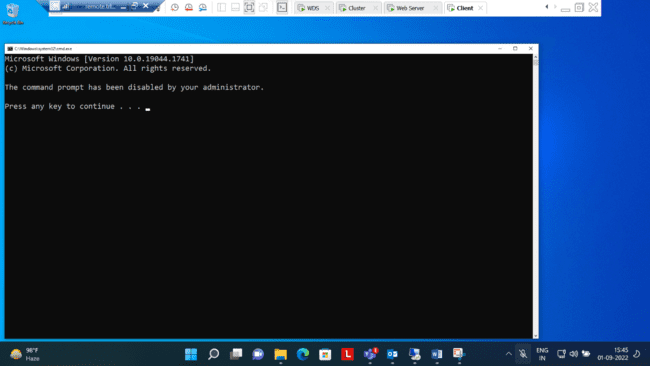 WDS
Cluster
Web Server
Client
C:\Windows\system32\cmd.exe
Microsoft Windows [Version 10.0.19044.1741]
(c) Microsoft Corporation. All rights reserved.
The command prompt has been disabled by your administrator.
Press any key to continue . . .
98°F
Haze
L
ENG
IN
15:45
01-09-2022